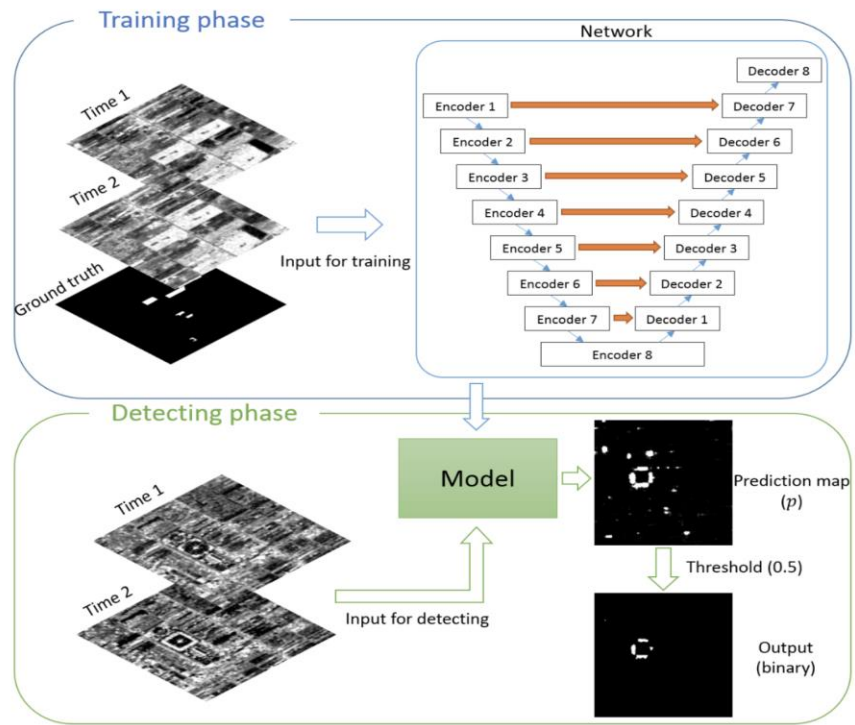 Training phase
Network
Time 1
Time 2
Ground truth
Input for training
Encoder 1
Encoder 2
Encoder 3
Encoder 4
Encoder 5
Encoder 6
Encoder 7
Encoder 8
Decoder 8
Decoder 7
Decoder 6
Decoder 5
Decoder 4
Decoder 3
Decoder 2
Decoder 1
Detecting phase
Time 1
Time 2
Input for detecting
Model
Prediction map
(p)
Threshold (0.5)
Output
(binary)